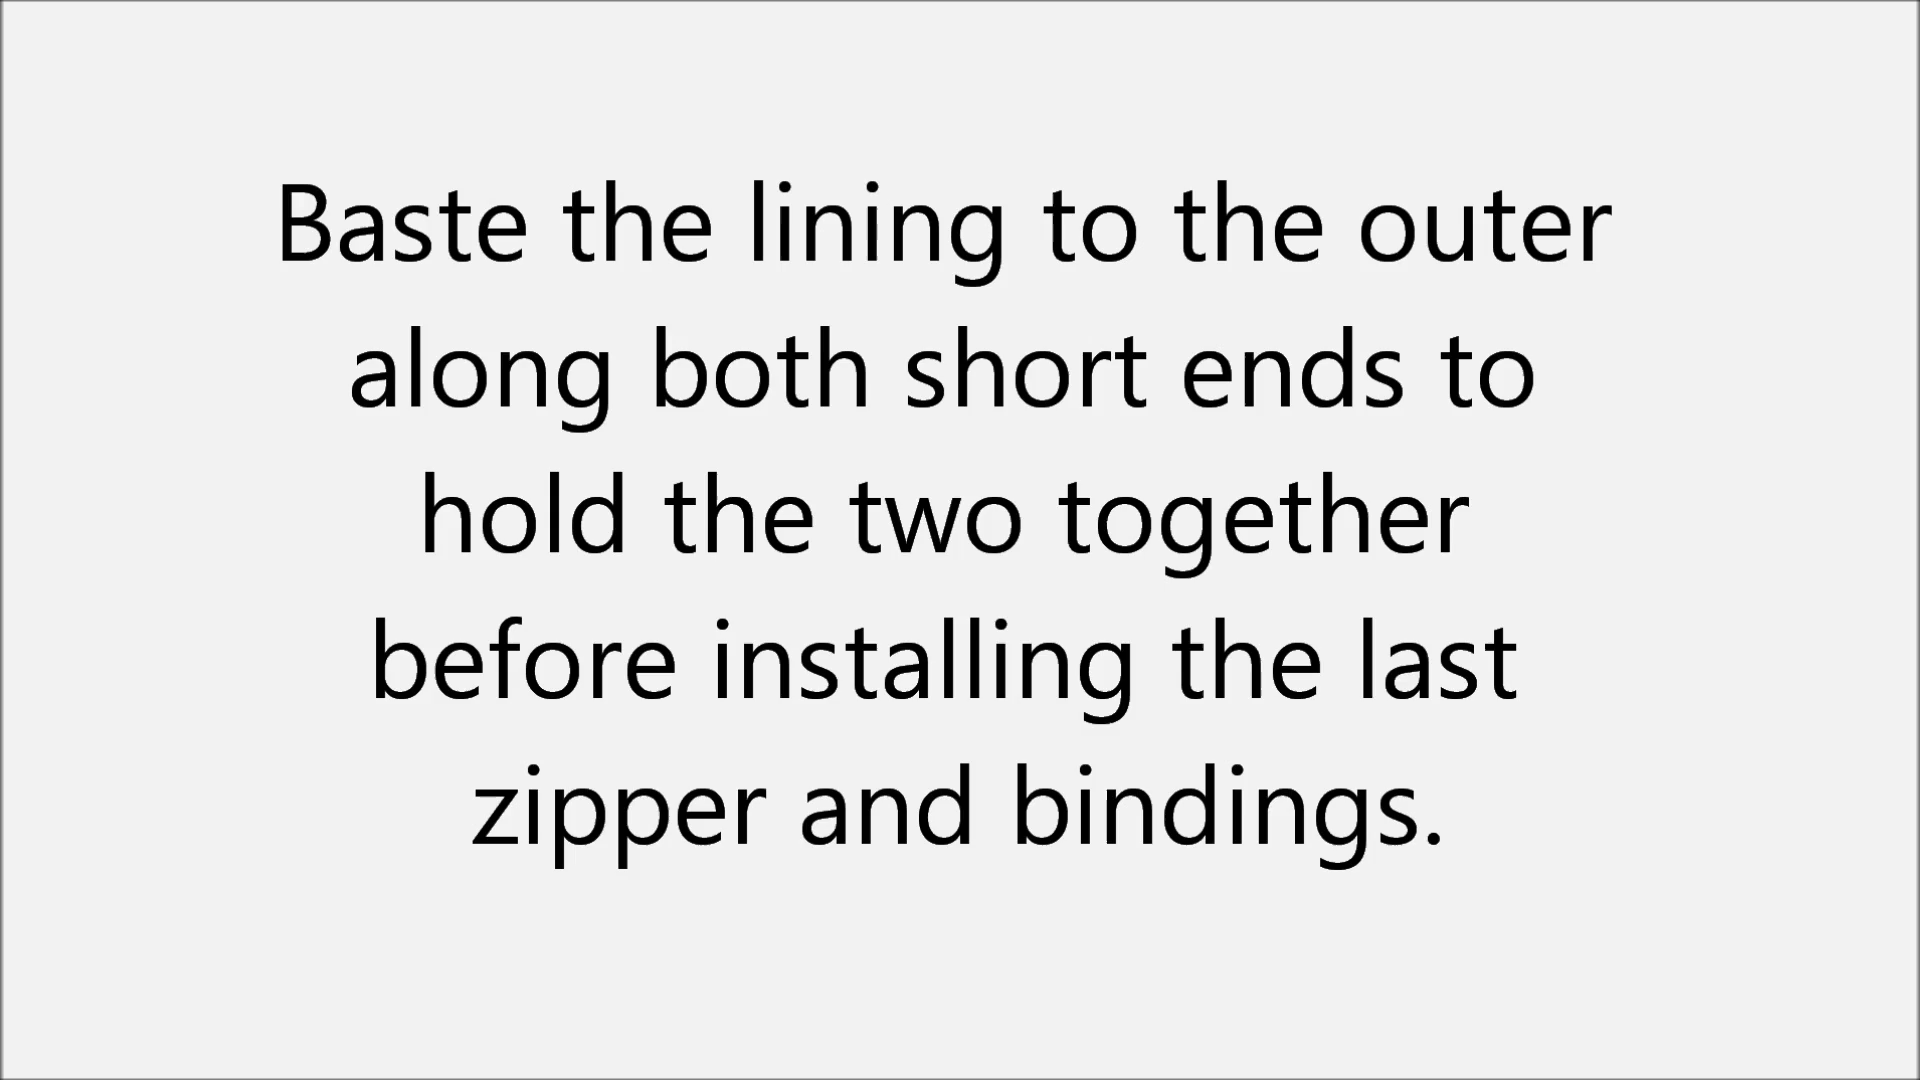 Baste the lining to the outer
along both short ends to
hold the two together
before installing the last
zipper and bindings.